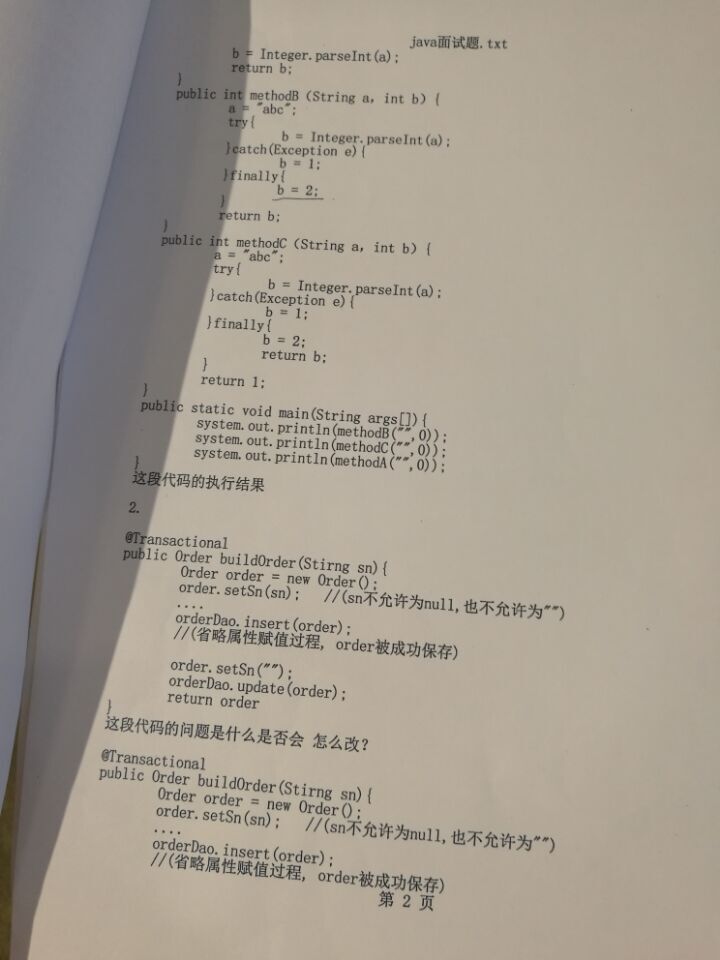 java面试题.txt
b = Integer.parseInt(a);
return b;
}
public int methodB (String a, int b) {
a = "abc";
try{
b = Integer.parseInt(a);
}catch(Exception e){
b = 1;
}finally{
b = 2;
}
return b;
}
public int methodC (String a, int b) {
a = "abc";
try{
b = Integer.parseInt(a);
}catch(Exception e){
b = 1;
}finally{
b = 2;
return b;
}
return 1;
}
public static void main(String args[]){
system.out.println(methodB("",0));
system.out.println(methodC("",0));
system.out.println(methodA("",0));
}
这段代码的执行结果
2.
@Transactional
public Order buildOrder(Stirng sn){
Order order = new Order();
order.setSn(sn); //(sn不允许为null,也不允许为"")
....
orderDao.insert(order);
//(省略属性赋值过程, order被成功保存)
order.setSn("");
orderDao.update(order);
return order
}
这段代码的问题是什么是否会 怎么改?
@Transactional
public Order buildOrder(Stirng sn){
Order order = new Order();
order.setSn(sn); //(sn不允许为null,也不允许为"")
....
orderDao.insert(order);
//(省略属性赋值过程, order被成功保存)
第 2 页